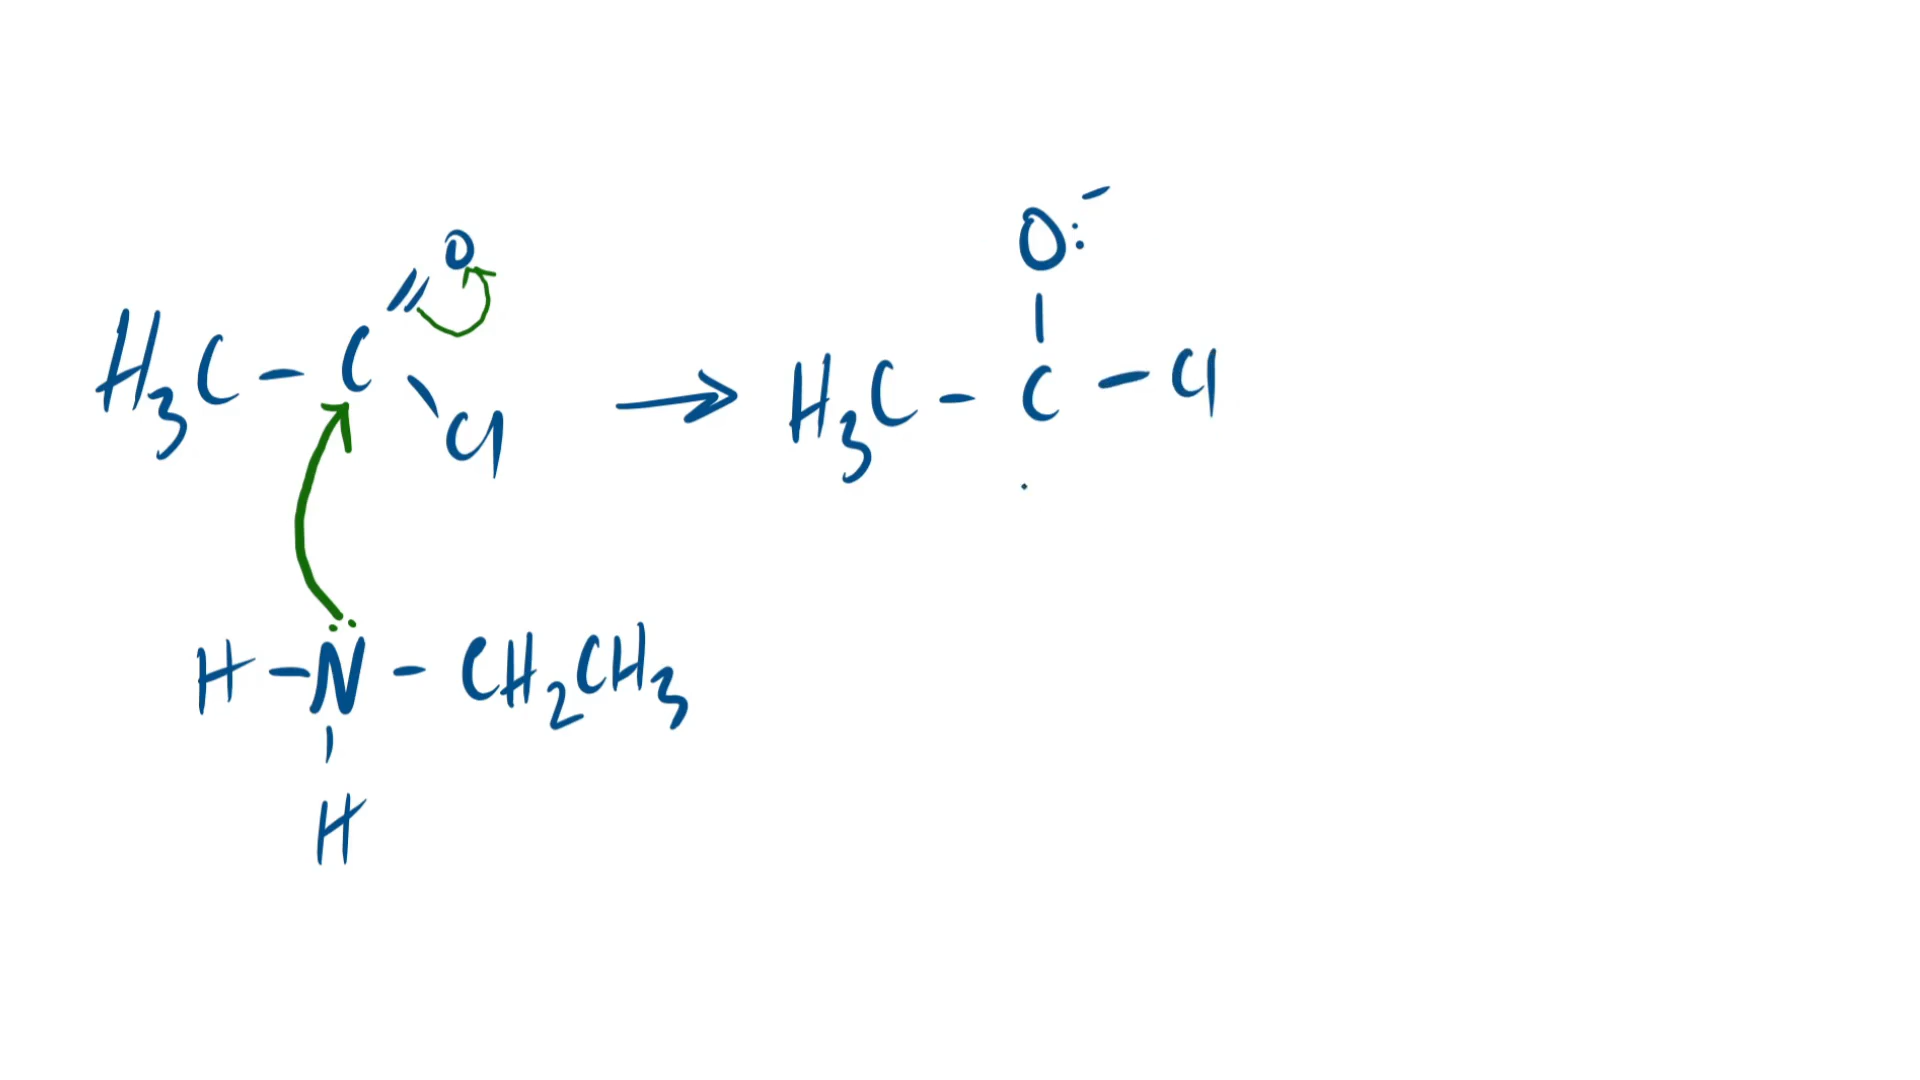 O
H₃C - C
Cl
H - N̈ - CH₂CH₃
H
→
O:⁻
H₃C - C - Cl